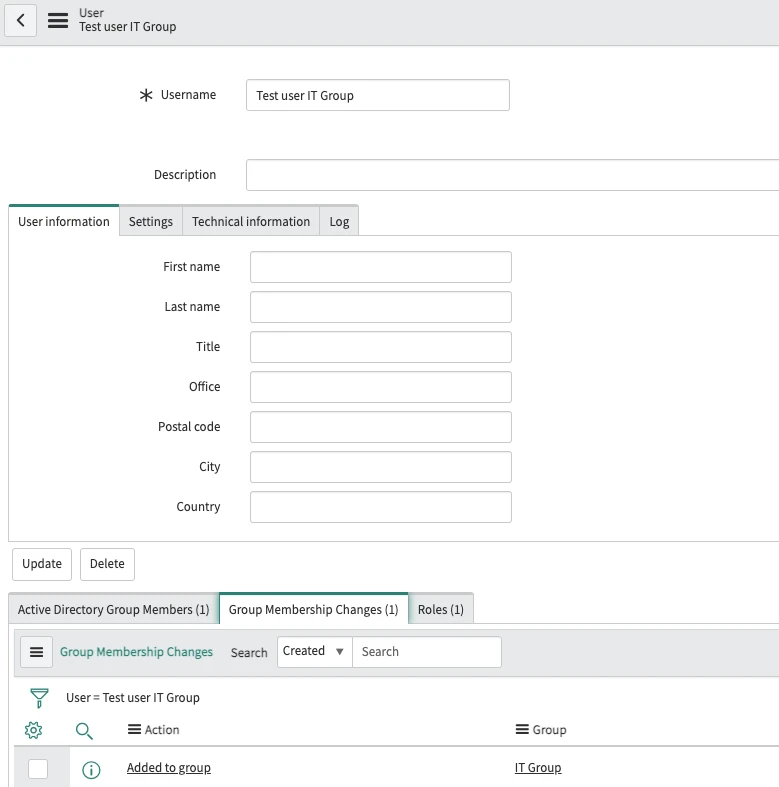 User
Test user IT Group
Username
Test user IT Group
Description
User information Settings Technical information Log
First name
Last name
Title
Office
Postal code
City
Country
Update Delete
Active Directory Group Members (1) Group Membership Changes (1) Roles (1)
Group Membership Changes Search Created Search
User = Test user IT Group
Action Group
Added to group IT Group